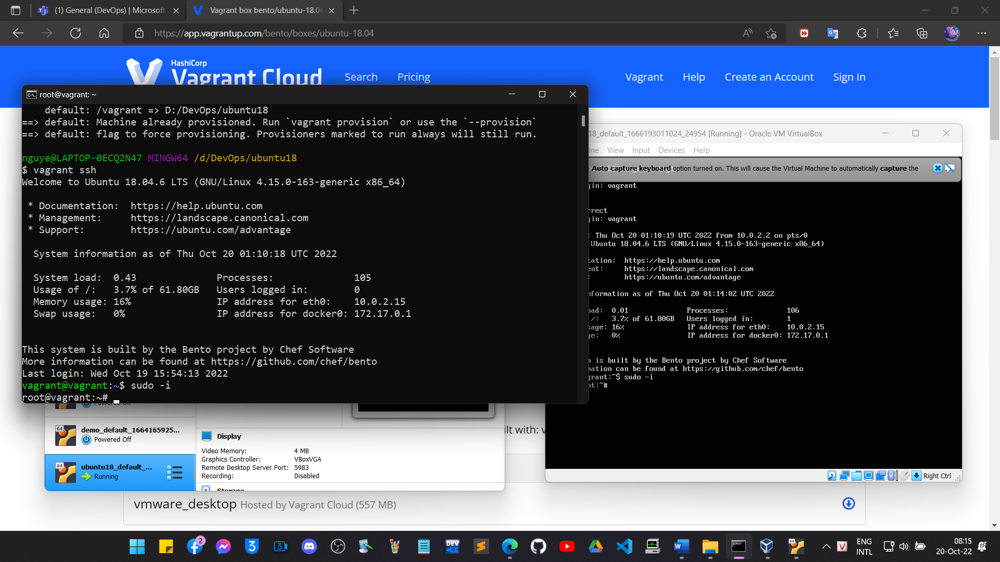 (1) General (DevOps) | Microsoft
Vagrant box bento/ubuntu-18.04
https://app.vagrantup.com/bento/boxes/ubuntu-18.04
HashiCorp
Vagrant Cloud
Search
Pricing
Vagrant
Help
Create an Account
Sign In
root@vagrant: ~
default: /vagrant => D:/DevOps/ubuntu18
==> default: Machine already provisioned. Run `vagrant provision` or use the `--provision`
==> default: flag to force provisioning. Provisioners marked to run always will still run.
nguye@LAPTOP-0ECQ2N47 MINGW64 /d/DevOps/ubuntu18
$ vagrant ssh
Welcome to Ubuntu 18.04.6 LTS (GNU/Linux 4.15.0-163-generic x86_64)
* Documentation:  https://help.ubuntu.com
* Management:     https://landscape.canonical.com
* Support:        https://ubuntu.com/advantage
System information as of Thu Oct 20 01:10:18 UTC 2022
System load:  0.43               Processes:              105
Usage of /:   3.7% of 61.80GB   Users logged in:        0
Memory usage: 16%               IP address for eth0:    10.0.2.15
Swap usage:   0%                IP address for docker0: 172.17.0.1
This system is built by the Bento project by Chef Software
More information can be found at https://github.com/chef/bento
Last login: Wed Oct 19 15:54:13 2022
vagrant@vagrant:~$ sudo -i
root@vagrant:~#
18_default_1666193011024_24954 [Running] - Oracle VM VirtualBox
ine View Input Devices Help
Auto capture keyboard option turned on. This will cause the Virtual Machine to automatically capture the
gin: vagrant
rrect
gin: vagrant
: Thu Oct 20 01:10:19 UTC 2022 from 10.0.2.2 on pts/0
Ubuntu 18.04.6 LTS (GNU/Linux 4.15.0-163-generic x86_64)
tation:  https://help.ubuntu.com
ent:     https://landscape.canonical.com
:        https://ubuntu.com/advantage
nformation as of Thu Oct 20 01:14:02 UTC 2022
oad:  0.01              Processes:              106
/:   3.7% of 61.80GB   Users logged in:        1
sage: 16%               IP address for eth0:    10.0.2.15
ge:   0%                IP address for docker0: 172.17.0.1
m is built by the Bento project by Chef Software
mation can be found at https://github.com/chef/bento
grant:~$ sudo -i
nt:~#
Right Ctrl
Powered Off
64
demo_default_1664165925...
Powered Off
64
ubuntu18_default_...
Running
Display
Video Memory: 4 MB
Graphics Controller: VBoxVGA
Remote Desktop Server Port: 5983
Recording: Disabled
Storage
ilt with: v
vmware_desktop Hosted by Vagrant Cloud (557 MB)
2
DEV C++
ENG
INTL
08:15
20-Oct-22